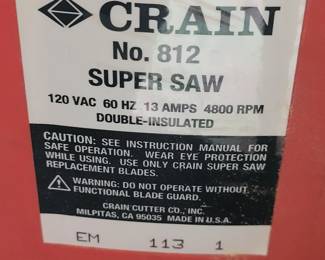 CRAIN
No. 812
SUPER SAW
120 VAC 60 HZ 13 AMPS 4800 RPM
DOUBLE-INSULATED
CAUTION: SEE INSTRUCTION MANUAL FOR
SAFE OPERATION. WEAR EYE PROTECTION
WHILE USING. USE ONLY CRAIN SUPER SAW
REPLACEMENT BLADES.
WARNING: DO NOT OPERATE WITHOUT
FUNCTIONAL BLADE GUARD.
CRAIN CUTTER CO., INC.
MILPITAS, CA 95035 MADE IN U.S.A.
EM 113 1